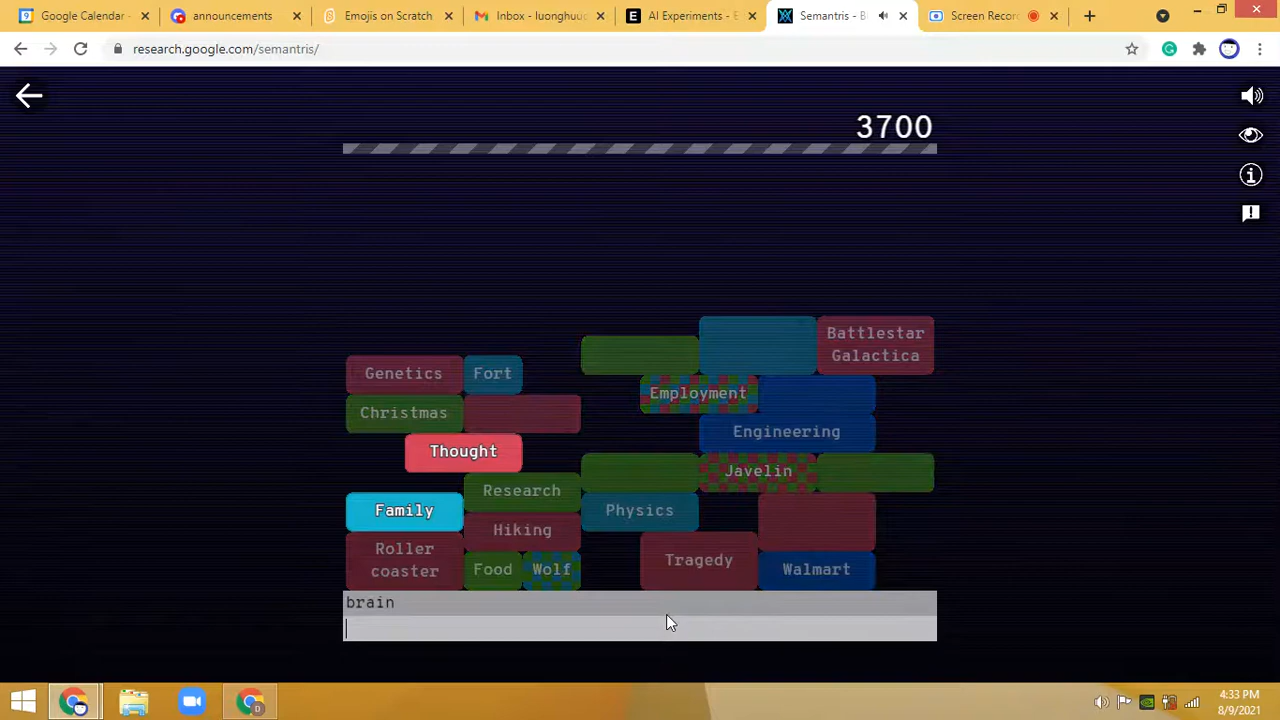 Google Calendar -
announcements
Emojis on Scratch
Inbox - luonghuuc
AI Experiments - E
Semantris - B
Screen Recor
research.google.com/semantris/
3700
Battlestar
Galactica
Genetics
Fort
Employment
Christmas
Engineering
Thought
Javelin
Research
Family
Physics
Hiking
Roller
coaster
Tragedy
Food
Wolf
Walmart
brain
4:33 PM
8/9/2021